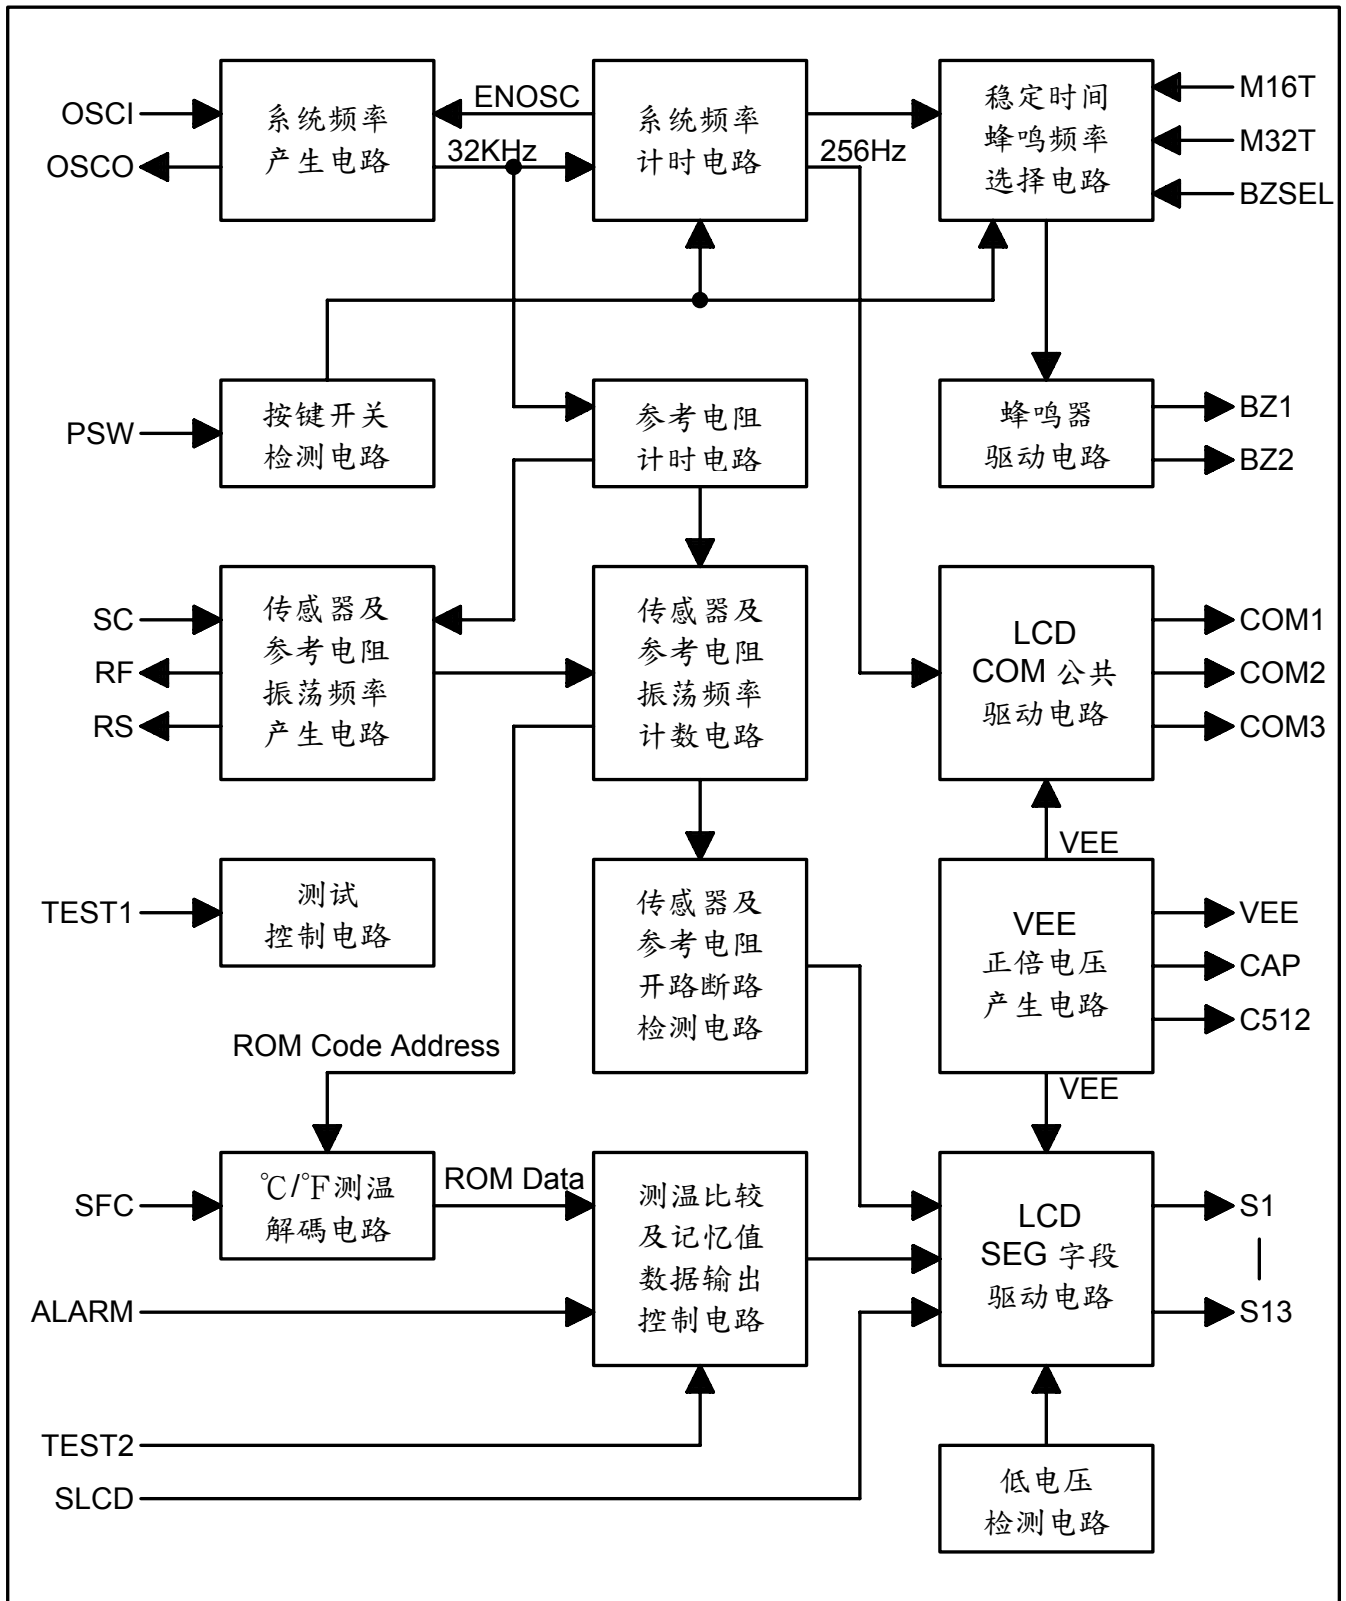 OSCI
OSCO
系统频率
产生电路
ENOSC
32KHz
系统频率
计时电路
256Hz
稳定时间
蜂鸣频率
选择电路
M16T
M32T
BZSEL
PSW
按键开关
检测电路
参考电阻
计时电路
蜂鸣器
驱动电路
BZ1
BZ2
SC
RF
RS
传感器及
参考电阻
振荡频率
产生电路
传感器及
参考电阻
振荡频率
计数电路
LCD
COM 公共
驱动电路
COM1
COM2
COM3
VEE
TEST1
测试
控制电路
传感器及
参考电阻
开路断路
检测电路
VEE
正倍电压
产生电路
VEE
CAP
C512
ROM Code Address
VEE
SFC
℃/℉测温
解碼电路
ROM Data
测温比较
及记忆值
数据输出
控制电路
LCD
SEG 字段
驱动电路
S1
S13
ALARM
TEST2
SLCD
低电压
检测电路